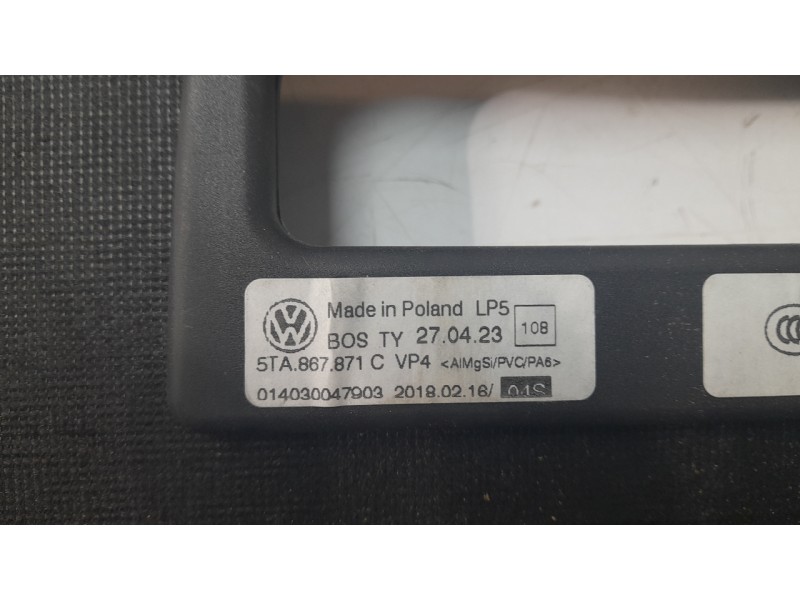 Made in Poland LP5
BOS TY 27.04.23 108
5TA.867.871 C VP4 <AlMgSi/PVC/PA6>
014030047903 2018.02.16/ 04S